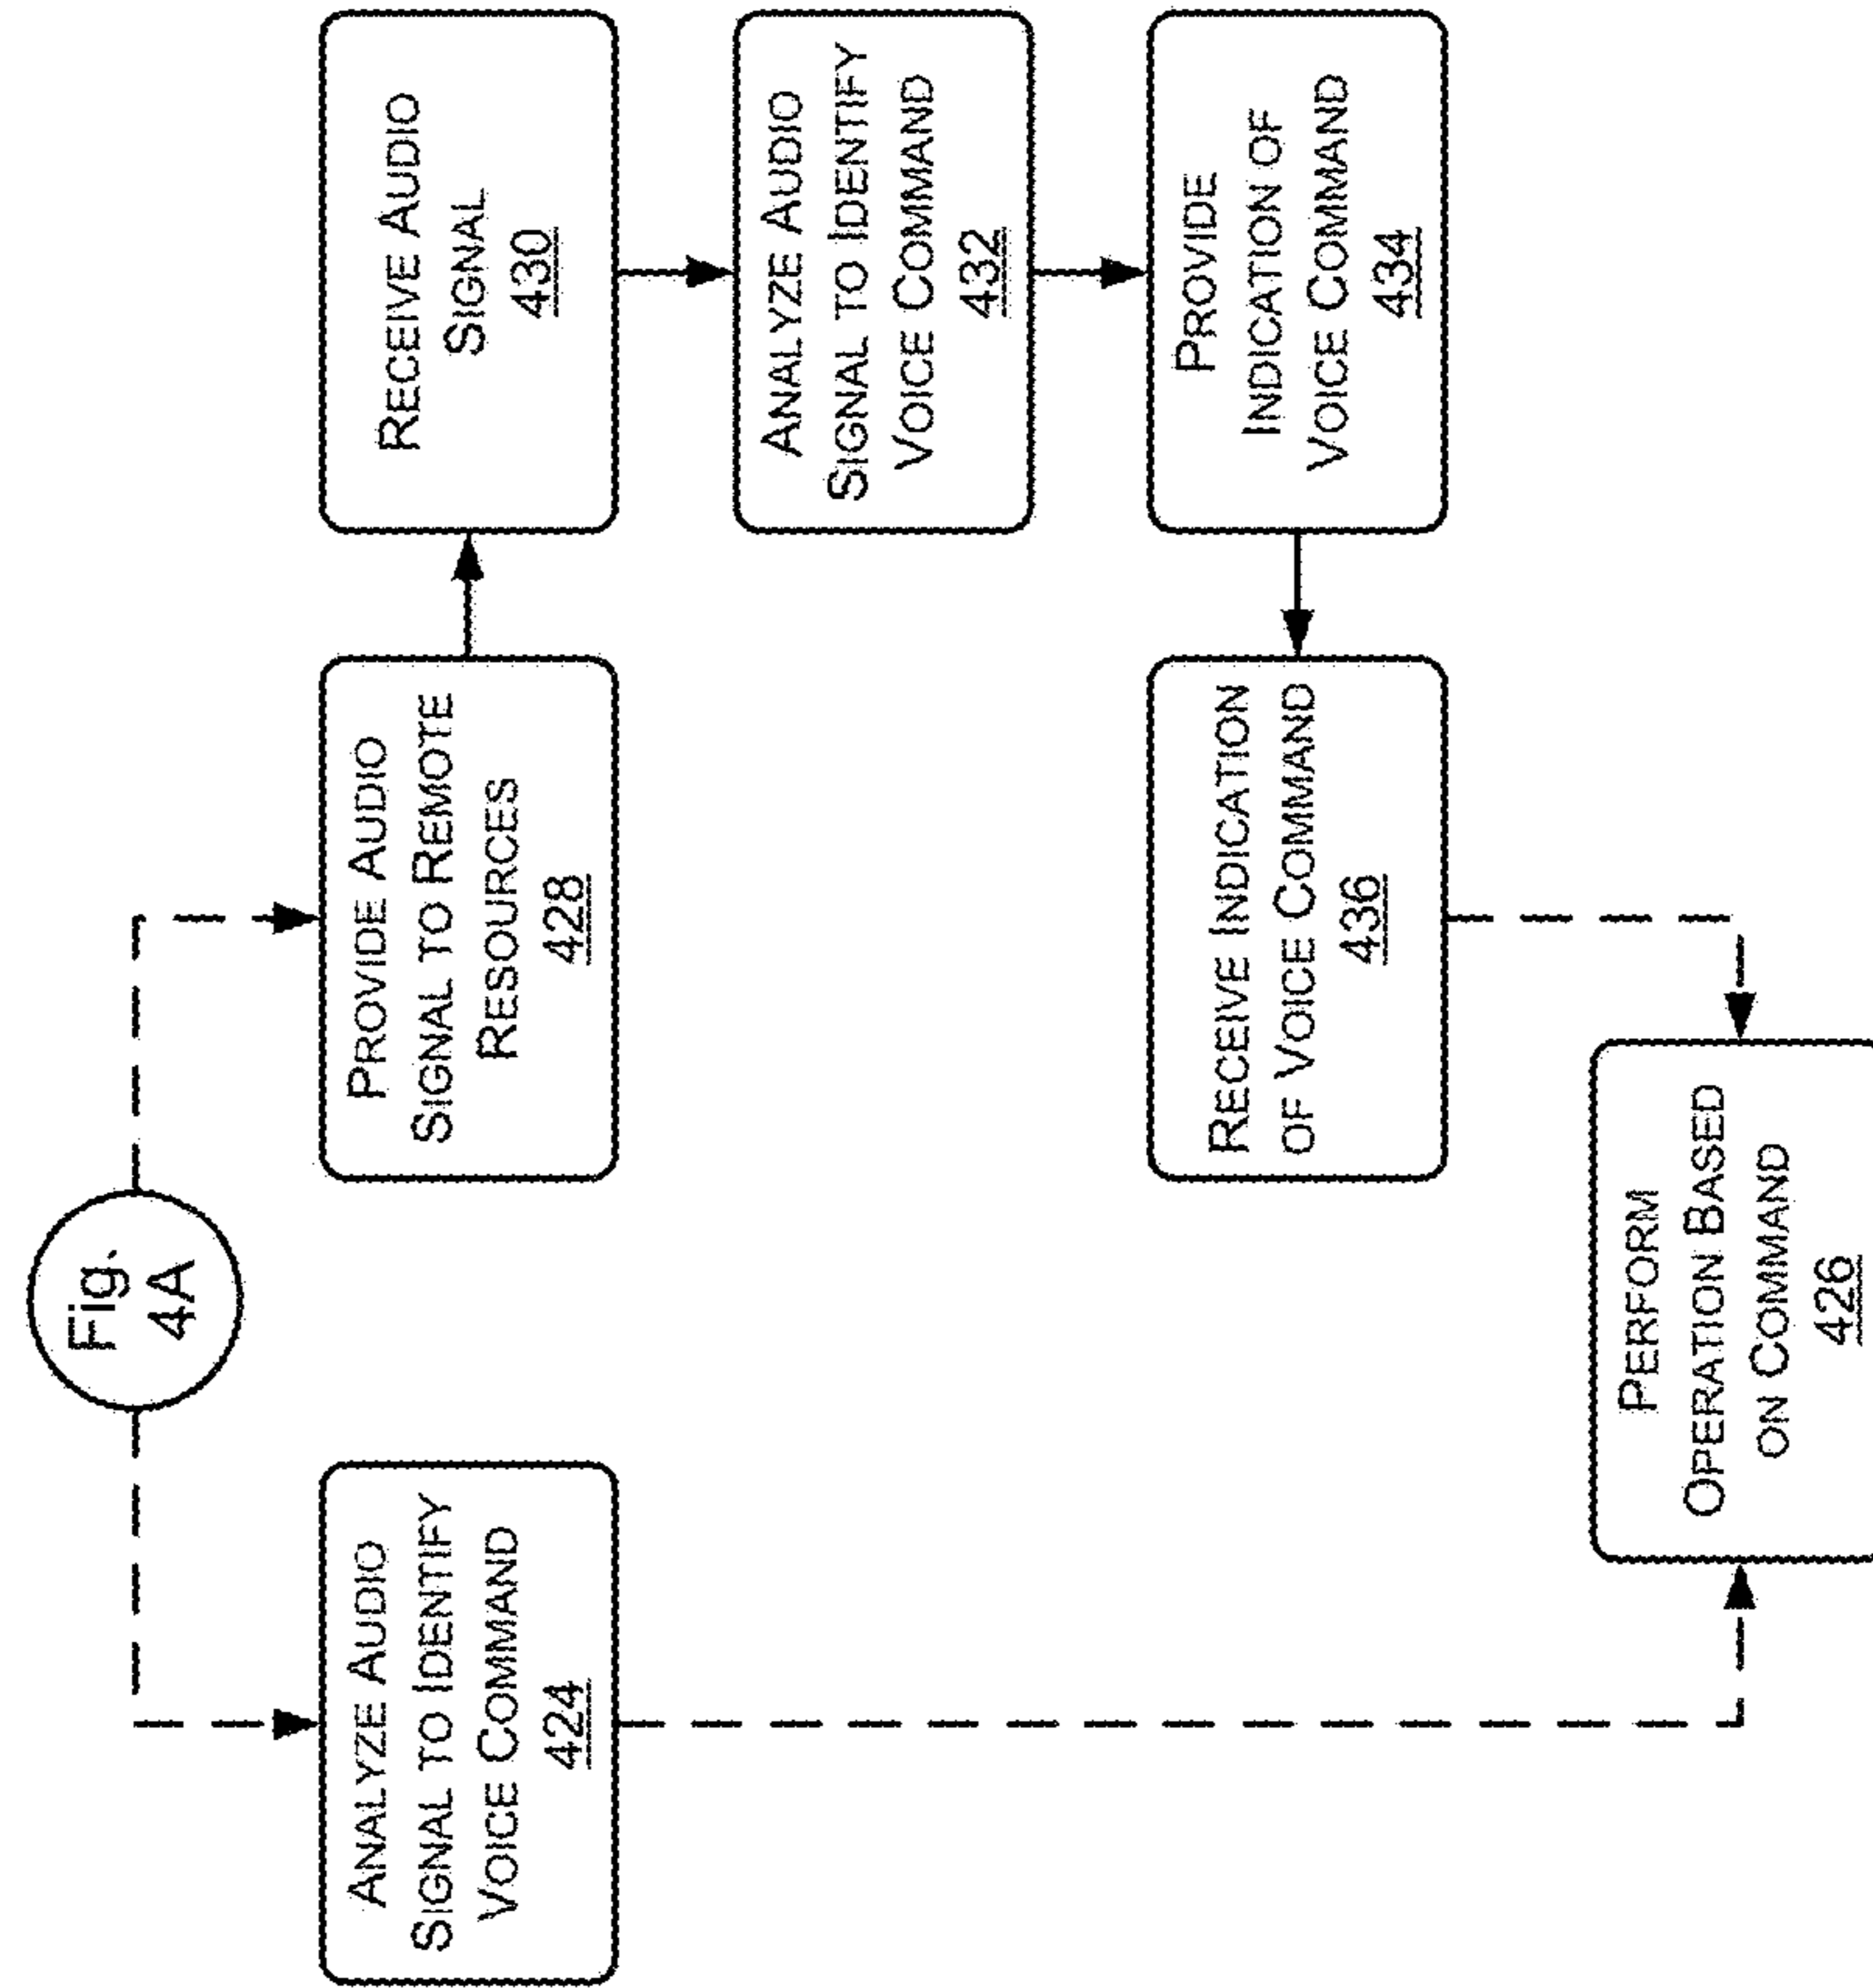 Fig.
4A
ANALYZE AUDIO
SIGNAL TO IDENTIFY
VOICE COMMAND
424
PROVIDE AUDIO
SIGNAL TO REMOTE
RESOURCES
428
RECEIVE AUDIO
SIGNAL
430
ANALYZE AUDIO
SIGNAL TO IDENTIFY
VOICE COMMAND
432
PROVIDE
INDICATION OF
VOICE COMMAND
434
RECEIVE INDICATION
OF VOICE COMMAND
436
PERFORM
OPERATION BASED
ON COMMAND
426